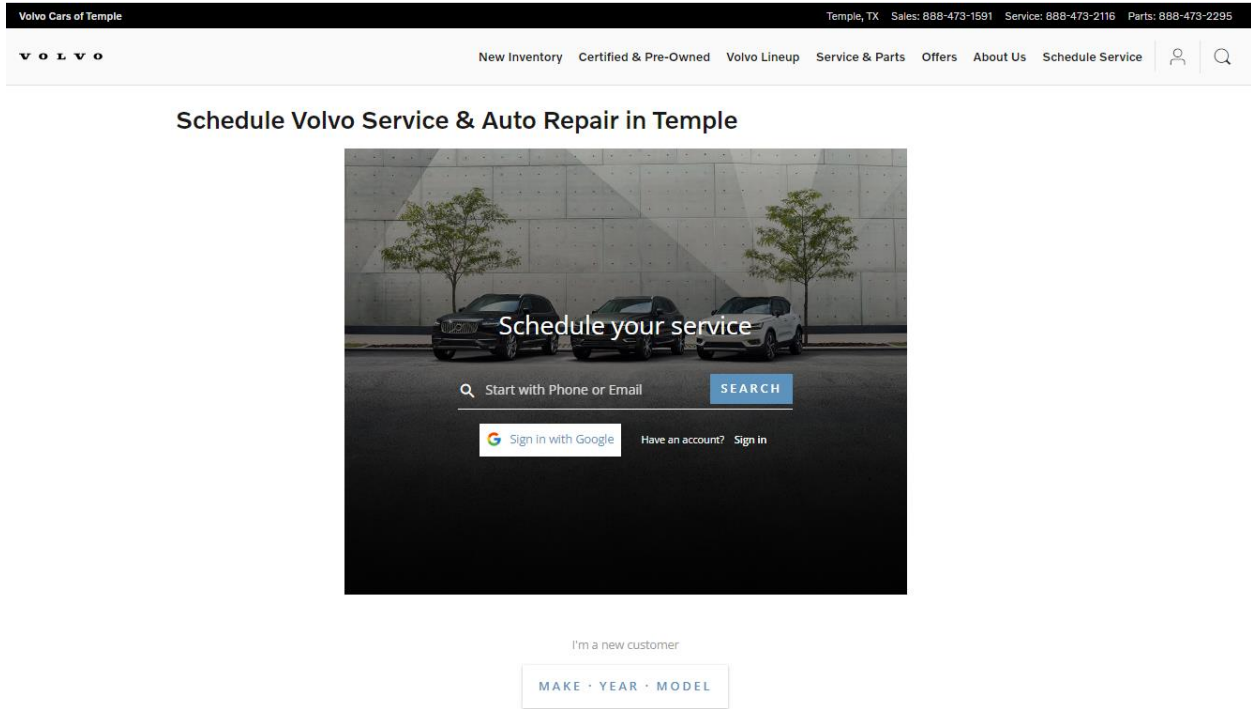 Volvo Cars of Temple
Temple, TX Sales: 888-473-1591 Service: 888-473-2116 Parts: 888-473-2295
VOLVO
New Inventory Certified & Pre-Owned Volvo Lineup Service & Parts Offers About Us Schedule Service
Schedule Volvo Service & Auto Repair in Temple
Schedule your service
Start with Phone or Email SEARCH
Sign in with Google Have an account? Sign in
I'm a new customer
MAKE · YEAR · MODEL